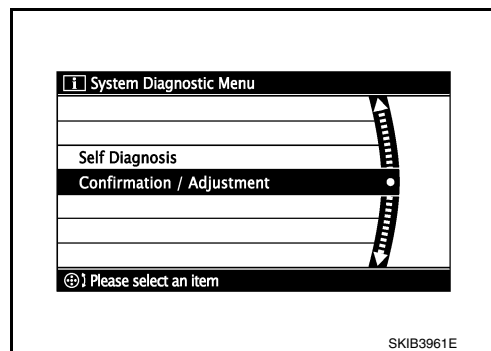 i System Diagnostic Menu
Self Diagnosis
Confirmation / Adjustment
Please select an item
SKIB3961E